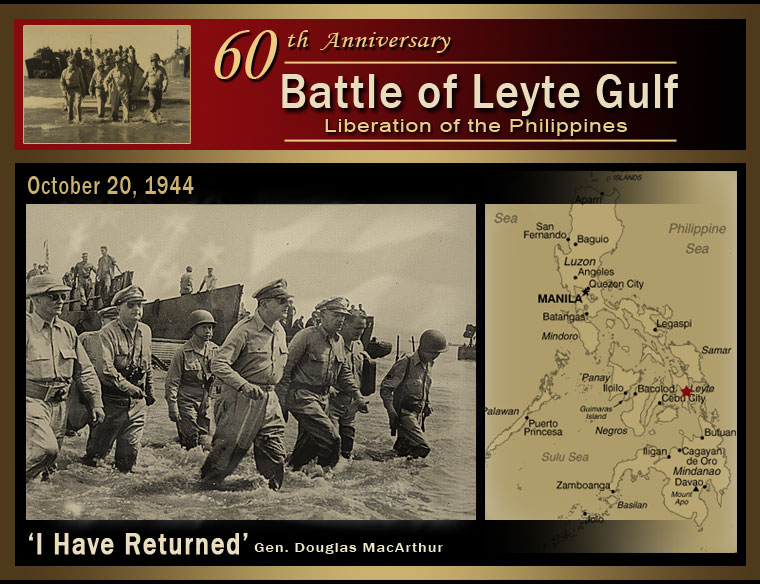 60th Anniversary
Battle of Leyte Gulf
Liberation of the Philippines
October 20, 1944
ISLANDS
Aparri
Sea
San
Fernando
Baguio
Philippine
Sea
Luzon
Angeles
Quezon City
MANILA
Batangas
Legaspi
Mindoro
Samar
Panay
Iloilo
Bacolod
Leyte
Cebu City
Palawan
Guimaras
Island
Puerto
Princesa
Negros
Butuan
Sulu Sea
Iligan
Cagayan
de Oro
Mindanao
Zamboanga
Davao
Mount
Apo
Basilan
Jolo
‘I Have Returned’ Gen. Douglas MacArthur